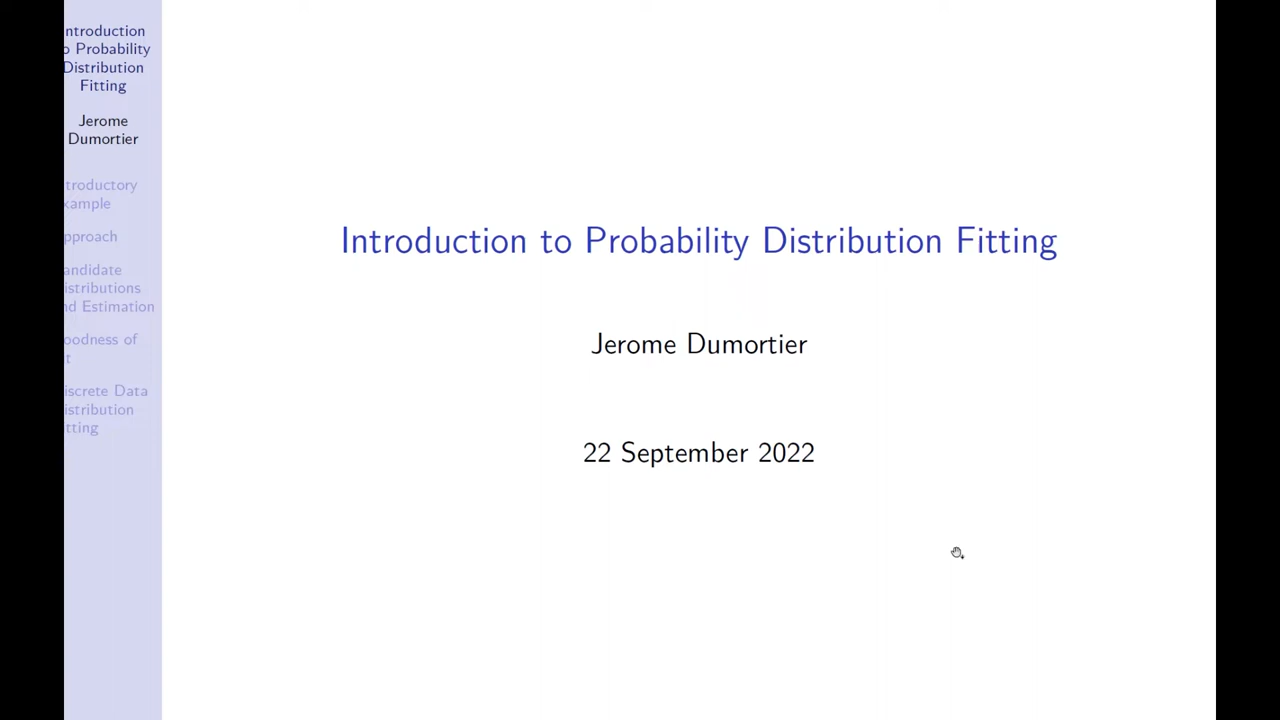 ntroduction
o Probability
Distribution
Fitting
Jerome
Dumortier
troductory
xample
pproach
andidate
istributions
nd Estimation
oodness of
t
iscrete Data
istribution
tting
Introduction to Probability Distribution Fitting
Jerome Dumortier
22 September 2022